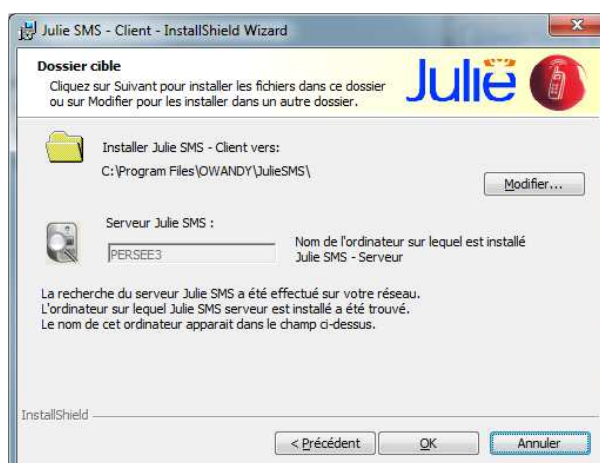 Julie SMS - Client - InstallShield Wizard
Dossier cible
Cliquez sur Suivant pour installer les fichiers dans ce dossier
ou sur Modifier pour les installer dans un autre dossier.
Julie
Installer Julie SMS - Client vers:
C:\Program Files\OWANDY\JulieSMS\
Modifier...
Serveur Julie SMS :
PERSEE3
Nom de l'ordinateur sur lequel est installé
Julie SMS - Serveur
La recherche du serveur Julie SMS a été effectué sur votre réseau.
L'ordinateur sur lequel Julie SMS serveur est installé a été trouvé.
Le nom de cet ordinateur apparait dans le champ ci-dessus.
InstallShield
< Précédent
OK
Annuler